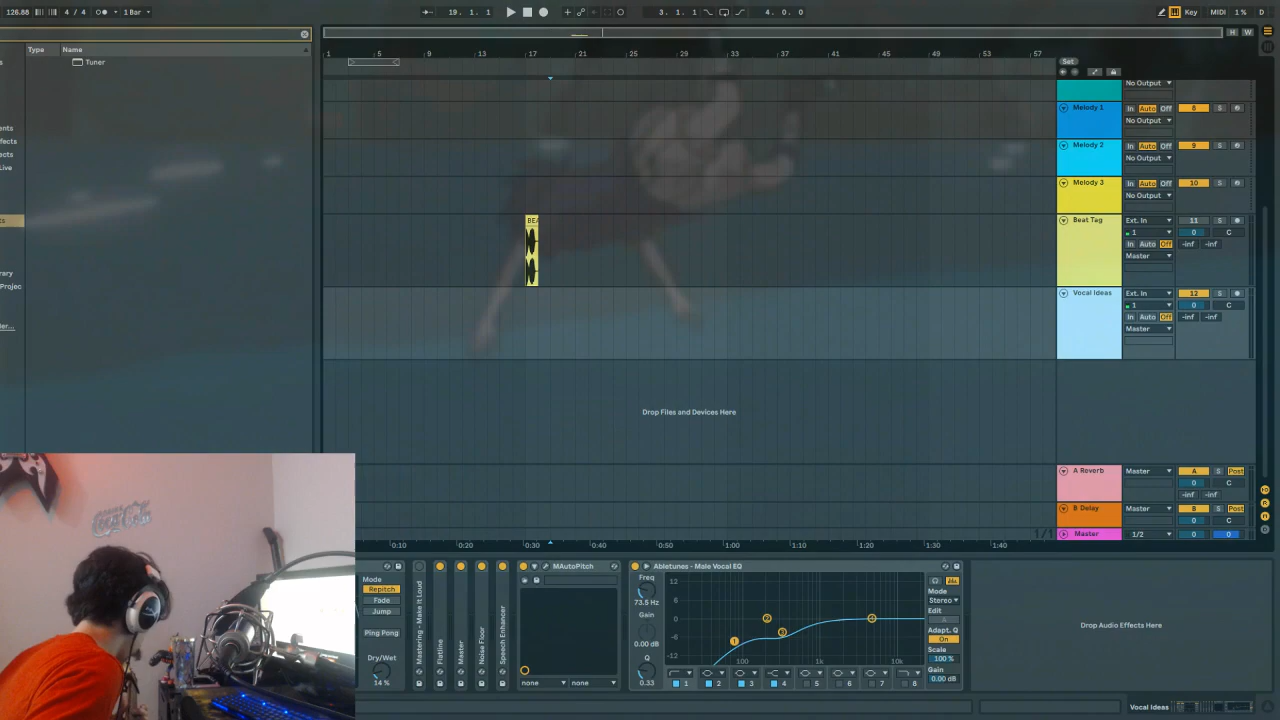 126.88 4 / 4 1 Bar 19. 1. 1 3. 1. 1 4. 0. 0 Key MIDI 1 % D
H W
Type Name
Tuner
1 5 9 13 17 21 25 29 33 37 41 45 49 53 57
Set
No Output
Melody 1 In Auto Off 8 S
No Output
Melody 2 In Auto Off 9 S
No Output
Melody 3 In Auto Off 10 S
No Output
BEA
Beat Tag Ext. In 11 S
1 0 C
In Auto Off -inf -inf
Master
Vocal Ideas Ext. In 12 S
1 0 C
In Auto Off -inf -inf
Master
Drop Files and Devices Here
A Reverb Master A S Post
0 C
-inf -inf
B Delay Master B S Post
0 C
1/1 Master 1/2 0 0
0:10 0:20 0:30 0:40 0:50 1:00 1:10 1:20 1:30 1:40
Mode
Repitch
Fade
Jump
Ping Pong
Dry/Wet
14 %
Mastering - Make It Loud
Flatline
Master
Noise Floor
Speech Enhancer
MAutoPitch
none none
Abletunes - Male Vocal EQ
Freq
73.5 Hz
Gain
0.00 dB
Q
0.33
12
6
0
-6
-12
100 1k 10k
1 2 3 4 5 6 7 8
Mode
Stereo
Edit
A
Adapt. Q
On
Scale
100 %
Gain
0.00 dB
Drop Audio Effects Here
Vocal Ideas